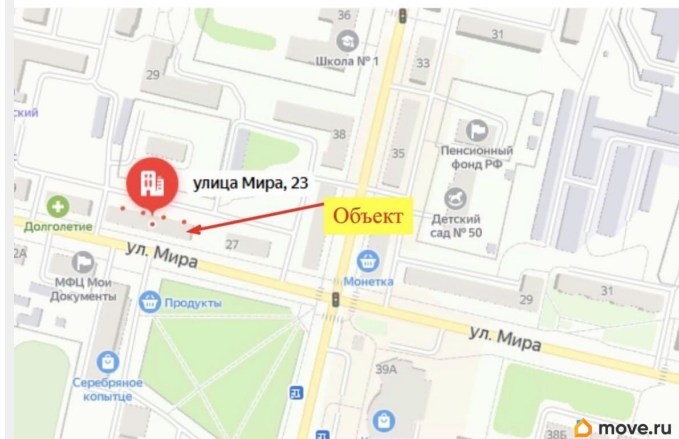 36
Школа № 1
31
33
29
ский
38
35
Пенсионный
фонд РФ
улица Мира, 23
Объект
Детский
сад № 50
Долголетие
27
2А
ул. Мира
МФЦ Мои
Документы
Монетка
Продукты
29
31
ул. Мира
39А
Серебряное
копытце
38Б
move.ru